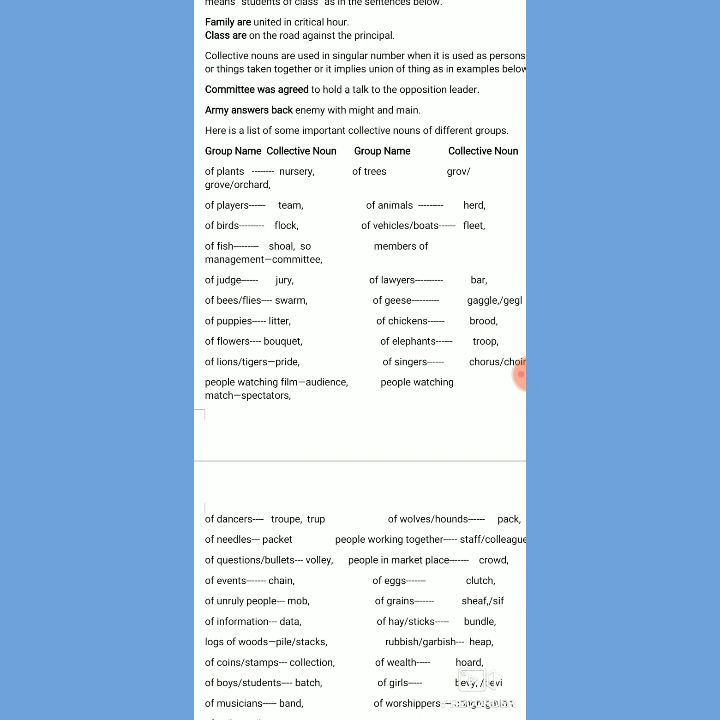 means "students of class" as in the sentences below.
Family are united in critical hour.
Class are on the road against the principal.
Collective nouns are used in singular number when it is used as persons
or things taken together or it implies union of thing as in examples below
Committee was agreed to hold a talk to the opposition leader.
Army answers back enemy with might and main.
Here is a list of some important collective nouns of different groups.
Group Name Collective Noun Group Name Collective Noun
of plants -------- nursery, of trees grov/
grove/orchard,
of players------ team, of animals --------- herd,
of birds--------- flock, of vehicles/boats------ fleet,
of fish--------- shoal, so members of
management—committee,
of judge------ jury, of lawyers---------- bar,
of bees/flies---- swarm, of geese---------- gaggle,/gegl
of puppies----- litter, of chickens------ brood,
of flowers---- bouquet, of elephants------ troop,
of lions/tigers—pride, of singers------ chorus/choir
people watching film—audience, people watching
match—spectators,
of dancers---- troupe, trup of wolves/hounds------ pack,
of needles--- packet people working together----- staff/colleague
of questions/bullets--- volley, people in market place------- crowd,
of events------- chain, of eggs------- clutch,
of unruly people--- mob, of grains------- sheaf,/sif
of information--- data, of hay/sticks----- bundle,
logs of woods—pile/stacks, rubbish/garbish--- heap,
of coins/stamps--- collection, of wealth----- hoard,
of boys/students---- batch, of girls----- bevy, /bevi
of musicians---- band, of worshippers--- congregation